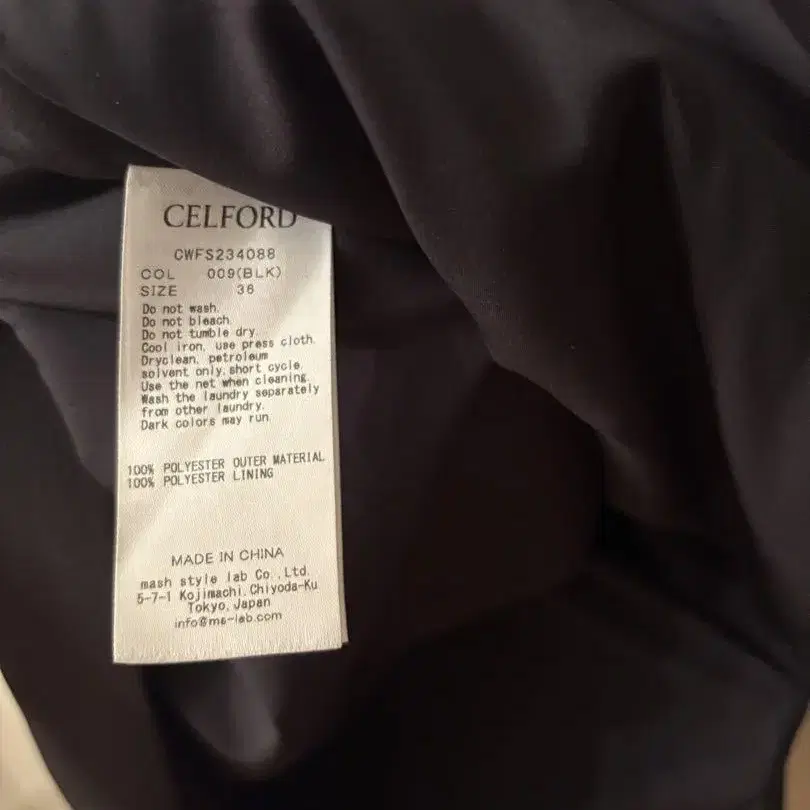 CELFORD
CWFS234088
COL 009(BLK)
SIZE 36
Do not wash.
Do not bleach.
Do not tumble dry.
Cool iron, use press cloth.
Dryclean, petroleum
solvent only, short cycle.
Use the net when cleaning.
Wash the laundry separately
from other laundry.
Dark colors may run.
100% POLYESTER OUTER MATERIAL
100% POLYESTER LINING
MADE IN CHINA
mash style lab Co.,Ltd.
5-7-1 Kojimachi,Chiyoda-Ku
Tokyo,Japan
info@ms-lab.com